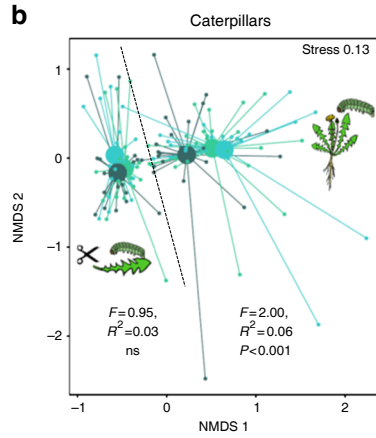 b
Caterpillars
Stress 0.13
1
0
−1
−2
NMDS 2
F=0.95,
R²=0.03
ns
F=2.00,
R²=0.06
P<0.001
−1
0
1
2
NMDS 1